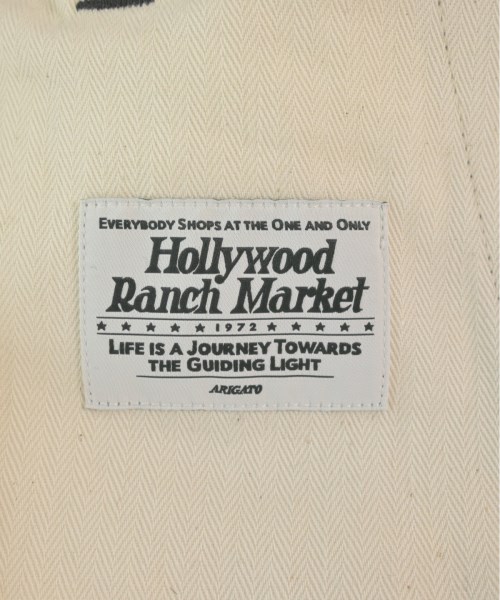 EVERYBODY SHOPS AT THE ONE AND ONLY
Hollywood
Ranch Market
★ ★ ★ ★ ★ 1972 ★ ★ ★ ★ ★
LIFE IS A JOURNEY TOWARDS
THE GUIDING LIGHT
ARIGATO